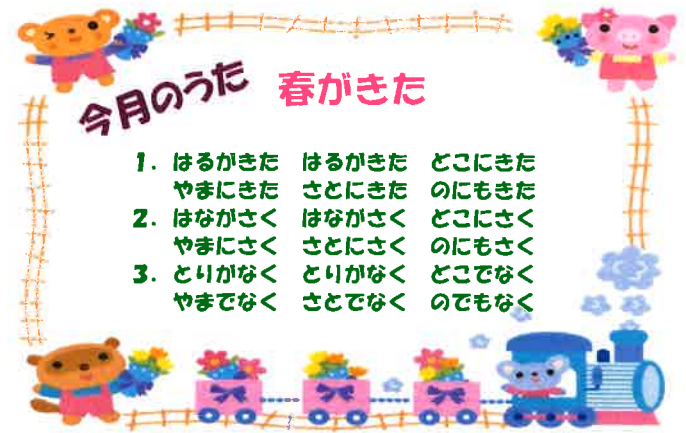 今月のうた
春がきた
1. はるがきた　はるがきた　どこにきた
やまにきた　さとにきた　のにもきた
2. はながさく　はながさく　どこにさく
やまにさく　さとにさく　のにもさく
3. とりがなく　とりがなく　どこでなく
やまでなく　さとでなく　のでもなく